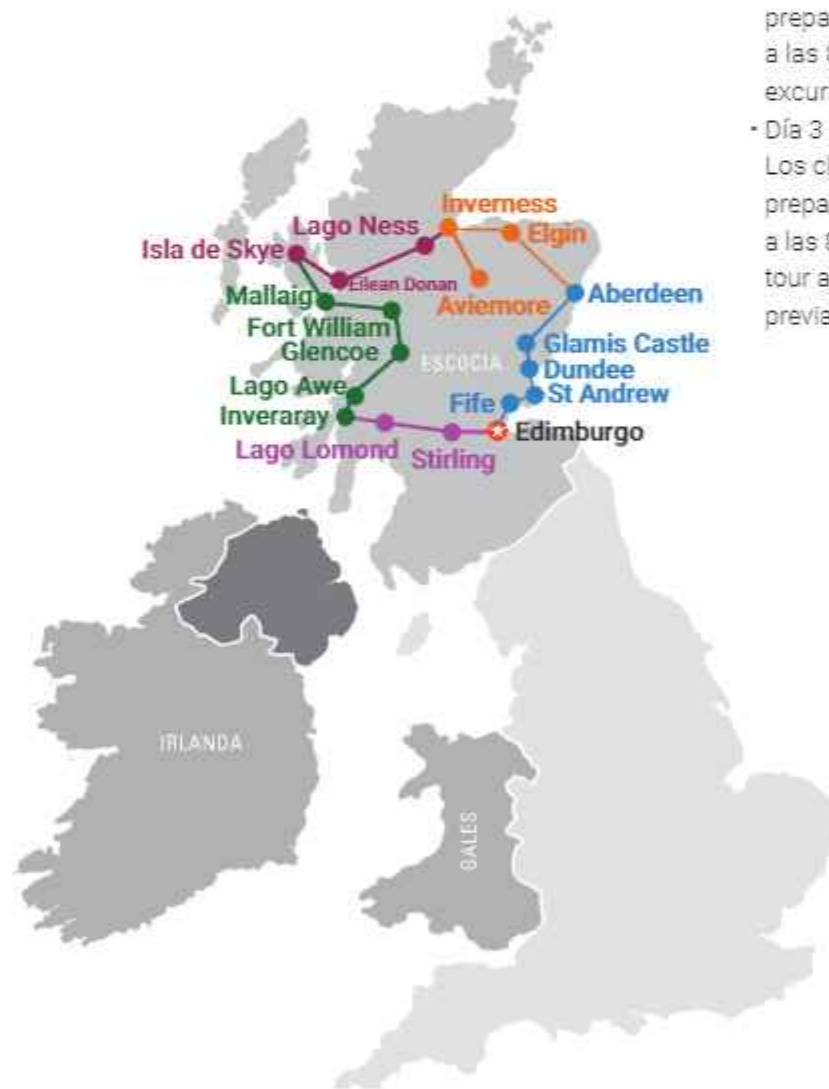 prepa
a las 8
excur
- Día 3
Los cl
prepa
a las 8
tour a
previa
Inverness
Lago Ness
Elgin
Isla de Skye
Eilean Donan
Mallaig
Aviemore
Aberdeen
Fort William
Glencoe
ESCOCIA
Glamis Castle
Dundee
Lago Awe
St Andrew
Fife
Inveraray
Edimburgo
Lago Lomond
Stirling
IRLANDA
GALES